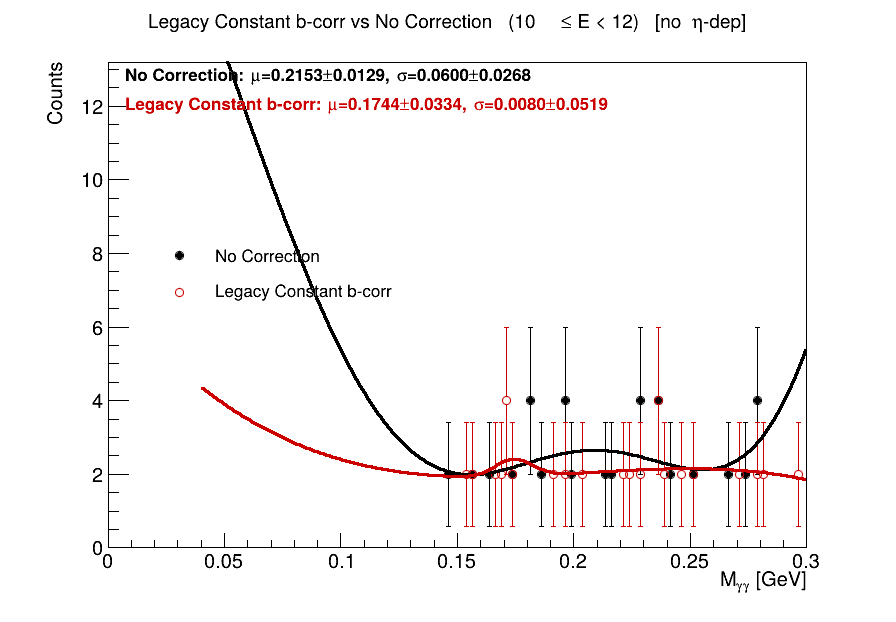 Legacy Constant b-corr vs No Correction (10 ≤ E < 12) [no η-dep]
Counts
No Correction: μ=0.2153±0.0129, σ=0.0600±0.0268
Legacy Constant b-corr: μ=0.1744±0.0334, σ=0.0080±0.0519
12
10
8
No Correction
Legacy Constant b-corr
6
4
2
0
0 0.05 0.1 0.15 0.2 0.25 0.3
Mγγ [GeV]